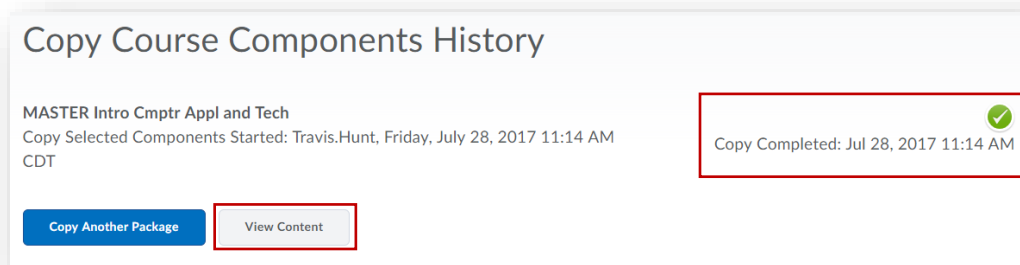 Copy Course Components History
MASTER Intro Cmptr Appl and Tech
Copy Selected Components Started: Travis.Hunt, Friday, July 28, 2017 11:14 AM
CDT
Copy Completed: Jul 28, 2017 11:14 AM
Copy Another Package
View Content